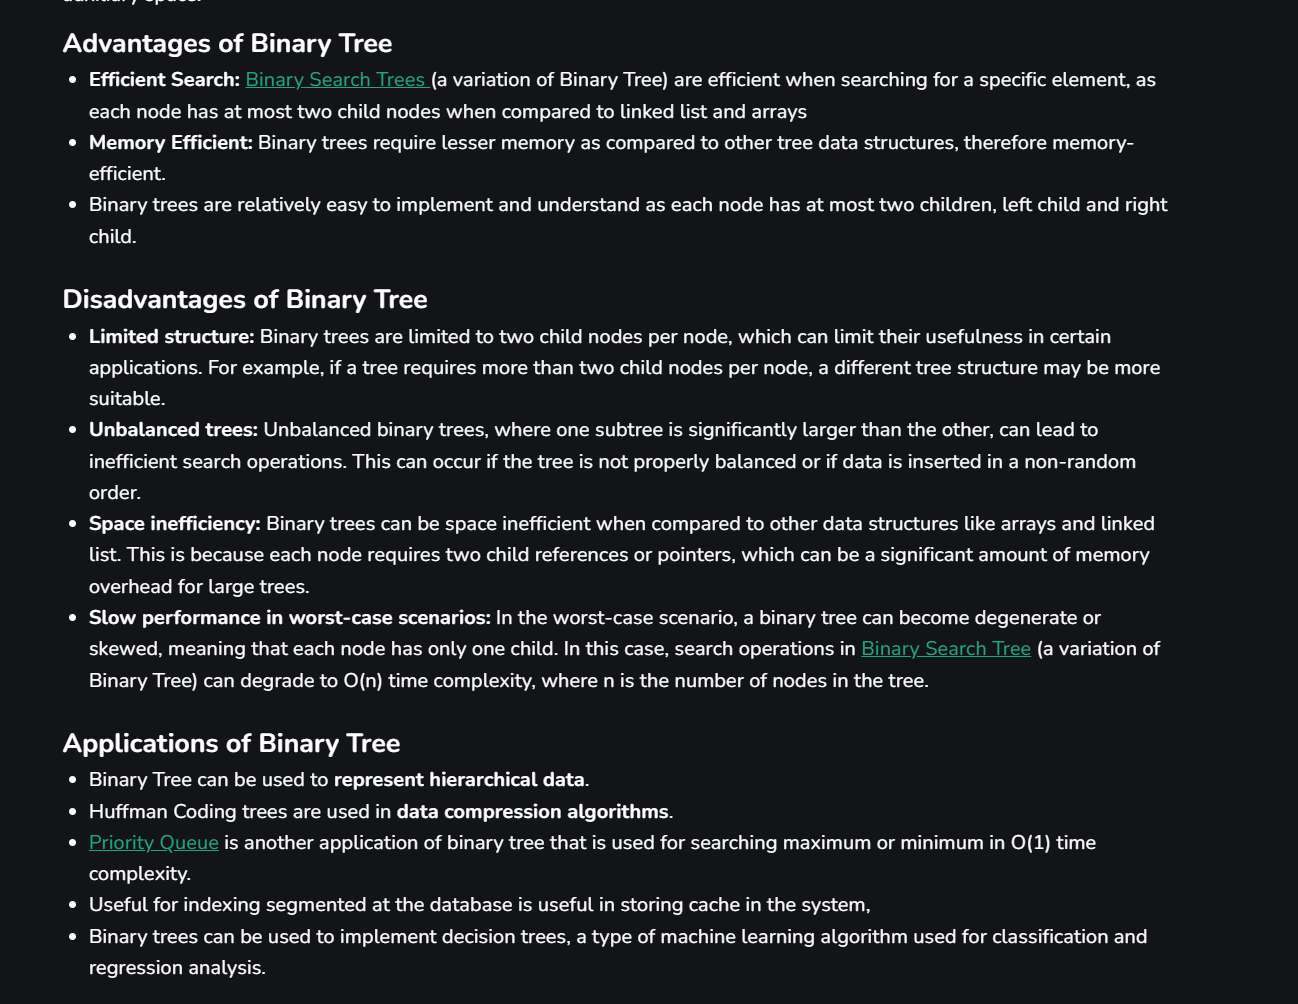 auxiliary space.
Advantages of Binary Tree
• Efficient Search: Binary Search Trees (a variation of Binary Tree) are efficient when searching for a specific element, as
each node has at most two child nodes when compared to linked list and arrays
• Memory Efficient: Binary trees require lesser memory as compared to other tree data structures, therefore memory-
efficient.
• Binary trees are relatively easy to implement and understand as each node has at most two children, left child and right
child.
Disadvantages of Binary Tree
• Limited structure: Binary trees are limited to two child nodes per node, which can limit their usefulness in certain
applications. For example, if a tree requires more than two child nodes per node, a different tree structure may be more
suitable.
• Unbalanced trees: Unbalanced binary trees, where one subtree is significantly larger than the other, can lead to
inefficient search operations. This can occur if the tree is not properly balanced or if data is inserted in a non-random
order.
• Space inefficiency: Binary trees can be space inefficient when compared to other data structures like arrays and linked
list. This is because each node requires two child references or pointers, which can be a significant amount of memory
overhead for large trees.
• Slow performance in worst-case scenarios: In the worst-case scenario, a binary tree can become degenerate or
skewed, meaning that each node has only one child. In this case, search operations in Binary Search Tree (a variation of
Binary Tree) can degrade to O(n) time complexity, where n is the number of nodes in the tree.
Applications of Binary Tree
• Binary Tree can be used to represent hierarchical data.
• Huffman Coding trees are used in data compression algorithms.
• Priority Queue is another application of binary tree that is used for searching maximum or minimum in O(1) time
complexity.
• Useful for indexing segmented at the database is useful in storing cache in the system,
• Binary trees can be used to implement decision trees, a type of machine learning algorithm used for classification and
regression analysis.